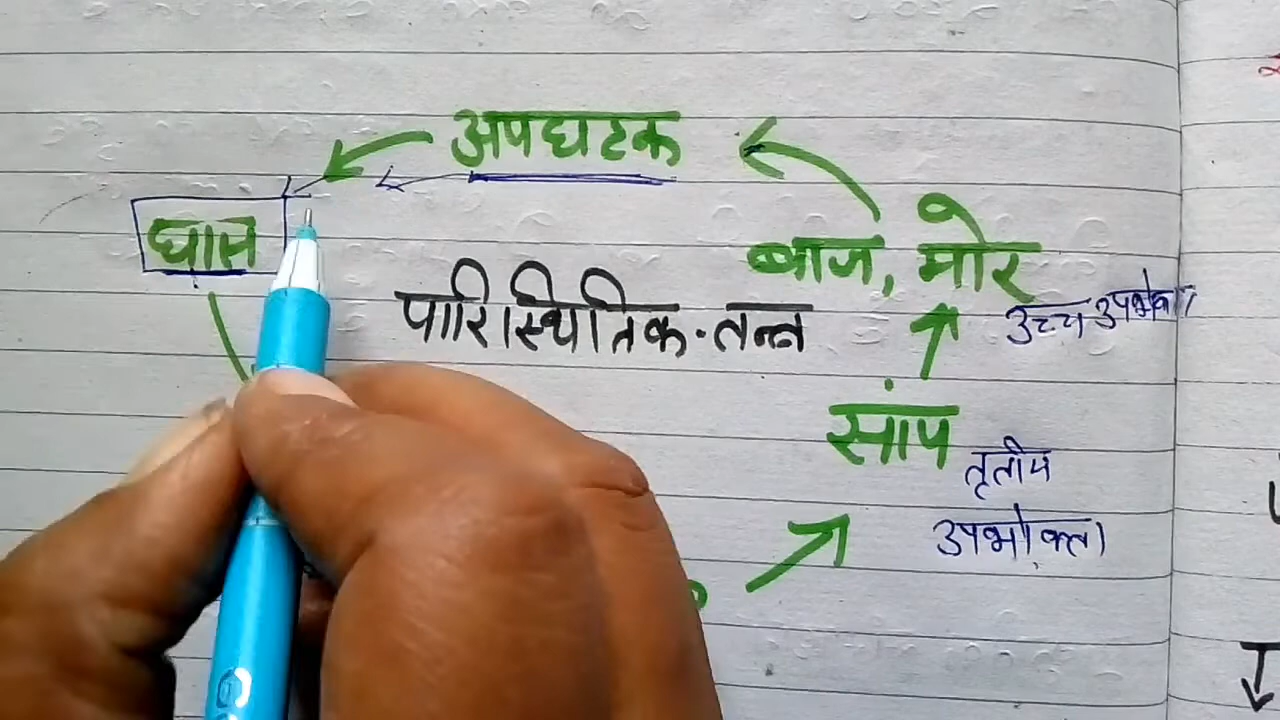 अपघटक
घास
बाज, मोर
पारिस्थितिक-तन्त्र
उच्च उपभोक्ता
सांप
तृतीय
उपभोक्ता